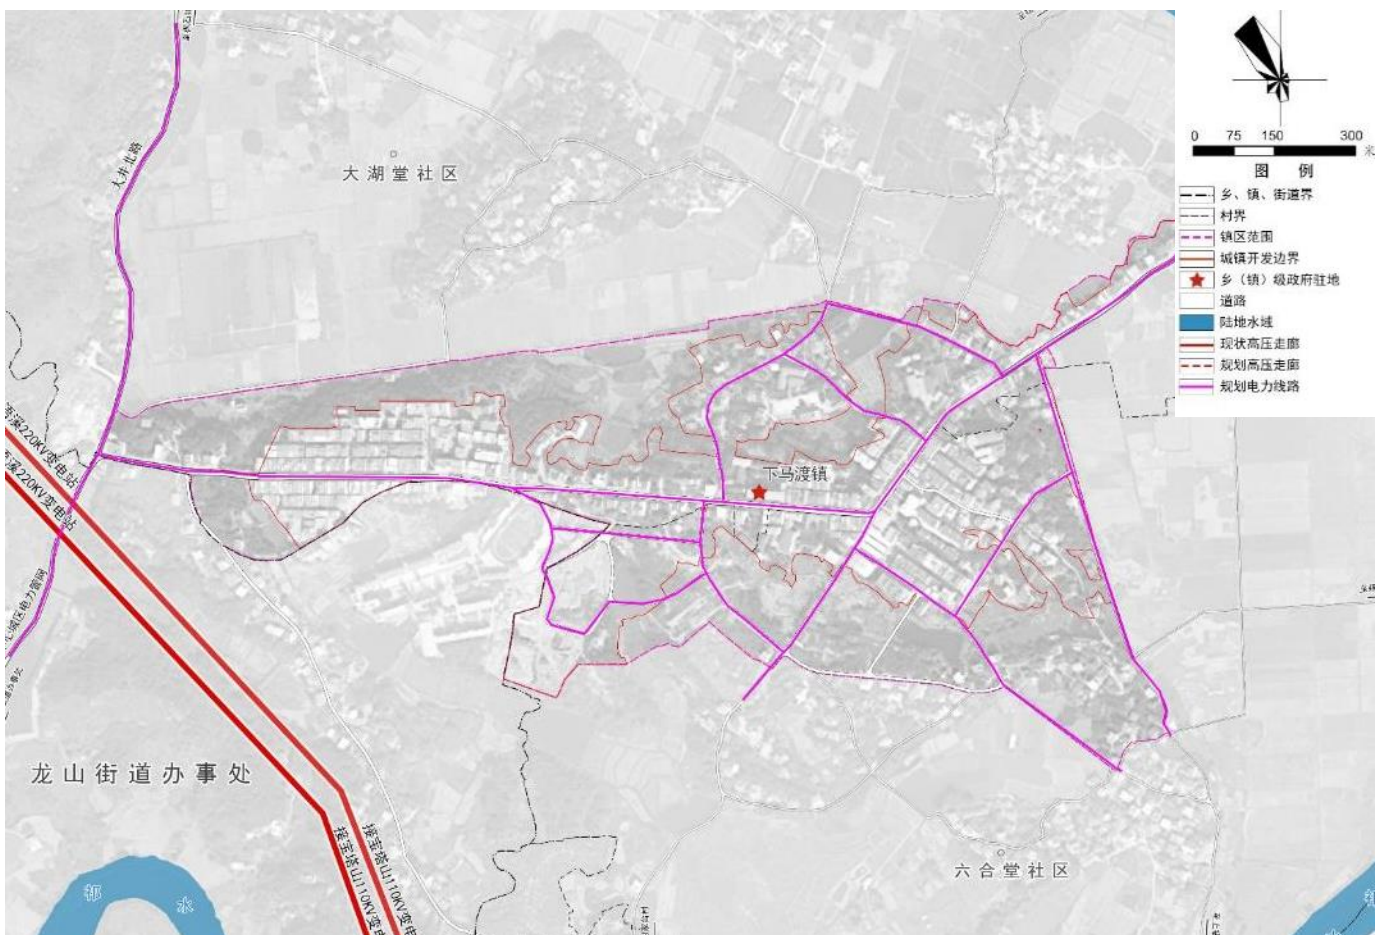 0 75 150 300
米
图 例
乡、镇、街道界
村界
镇区范围
城镇开发边界
乡（镇）级政府驻地
道路
陆地水域
现状高压走廊
规划高压走廊
规划电力线路
大井北路
大湖堂社区
下马渡镇
浯溪220KV变电站
浯溪220KV变电站
龙山街道办事处
接宝塔山110KV变电
接宝塔山110KV变电
六合堂社区
祁水